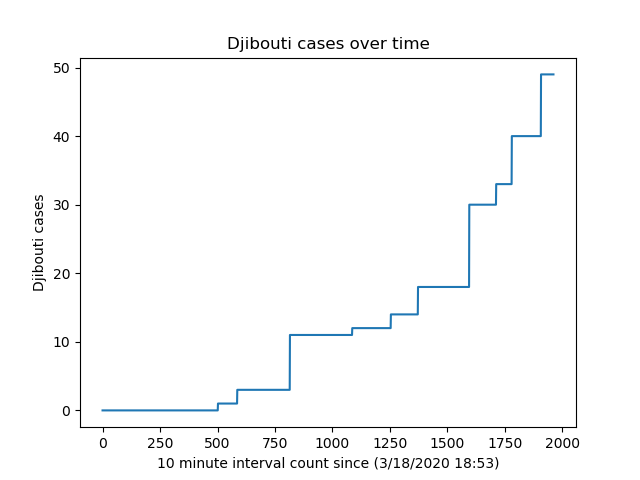 Djibouti cases over time
Djibouti cases
50
40
30
20
10
0
0 250 500 750 1000 1250 1500 1750 2000
10 minute interval count since (3/18/2020 18:53)